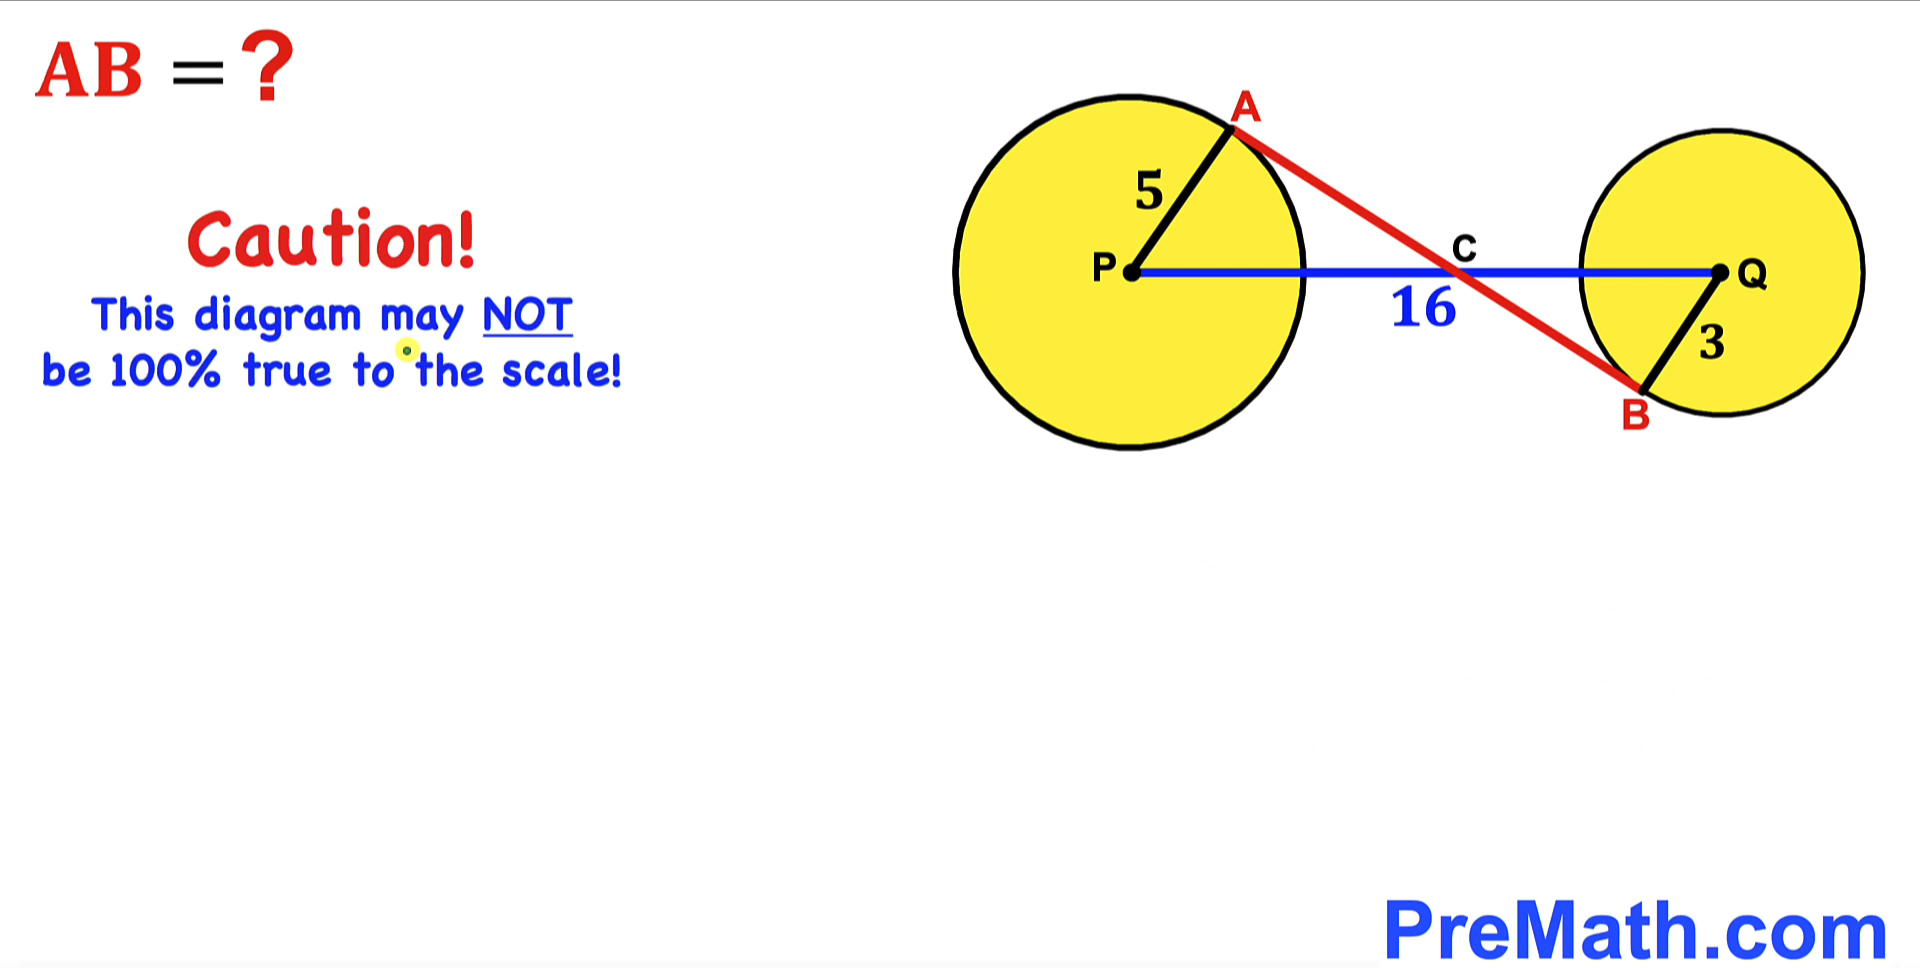 AB = ?
A
5
C
P
Q
16
3
B
Caution!
This diagram may NOT
be 100% true to the scale!
PreMath.com